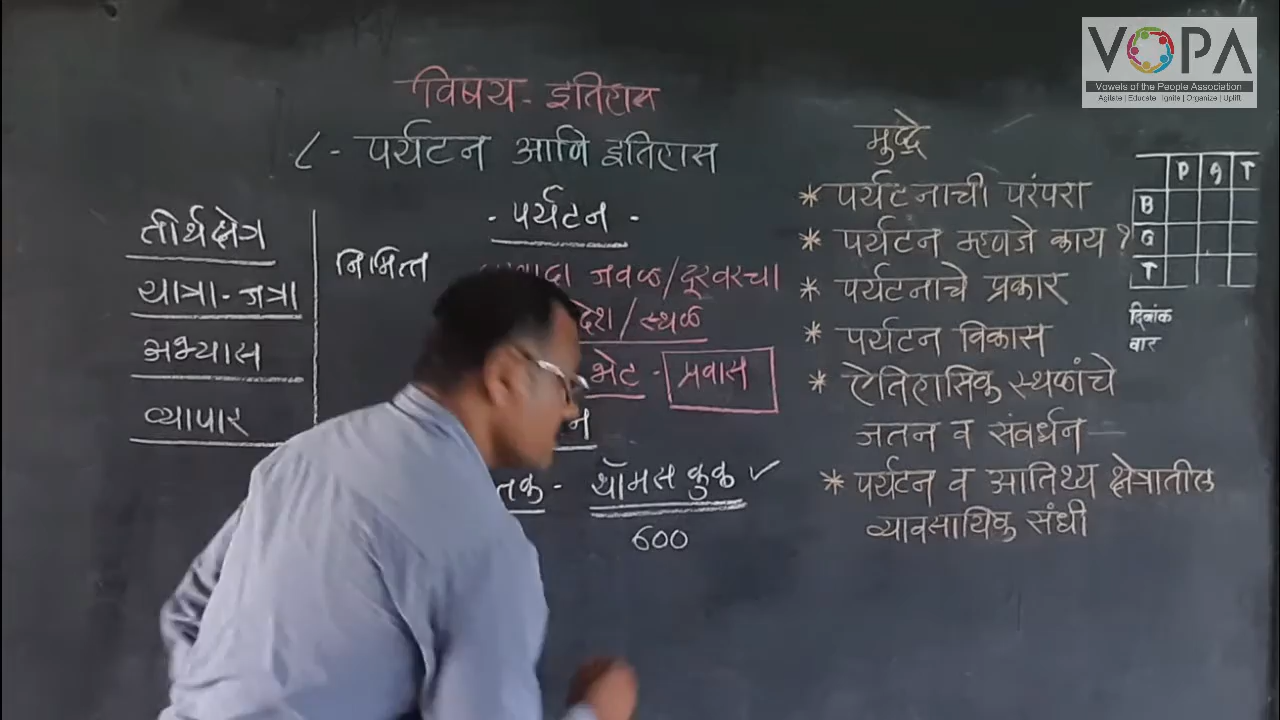 VOPA
Vowels of the People Association
Agitate | Educate | Ignite | Organize | Uplift
विषय - इतिहास
८ - पर्यटन आणि इतिहास
तीर्थक्षेत्र
यात्रा - जत्रा
अभ्यास
व्यापार
- पर्यटन -
निमित्त
जवळ / दूरवरच्या
/ स्थळ
भेट - प्रवास
थॉमस कुक ✓
600
मुद्दे
* पर्यटनाची परंपरा
* पर्यटन म्हणजे काय ?
* पर्यटनाचे प्रकार
* पर्यटन विकास
* ऐतिहासिक स्थळांचे
जतन व संवर्धन
* पर्यटन व आतिथ्य क्षेत्रातील
व्यावसायिक संधी
P G T
B
G
T
दिनांक
वार